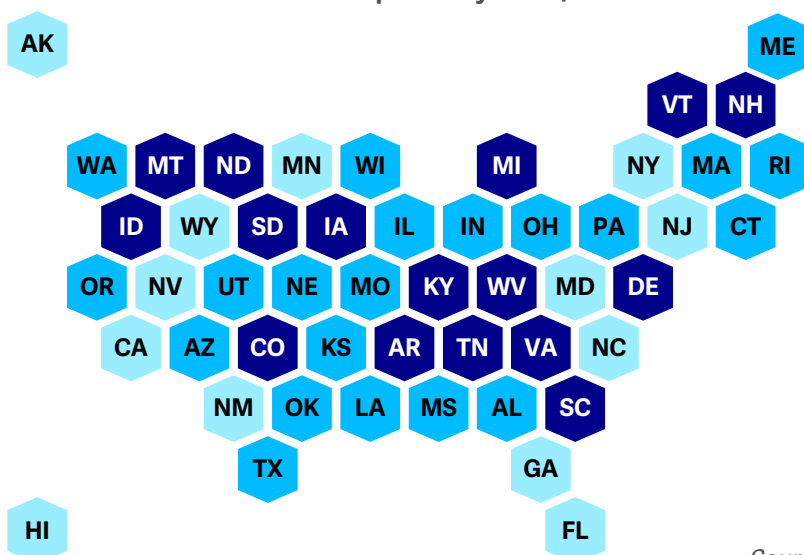 AK
ME
VT NH
WA MT ND MN WI MI NY MA RI
ID WY SD IA IL IN OH PA NJ CT
OR NV UT NE MO KY WV MD DE
CA AZ CO KS AR TN VA NC
NM OK LA MS AL SC
TX GA
HI FL